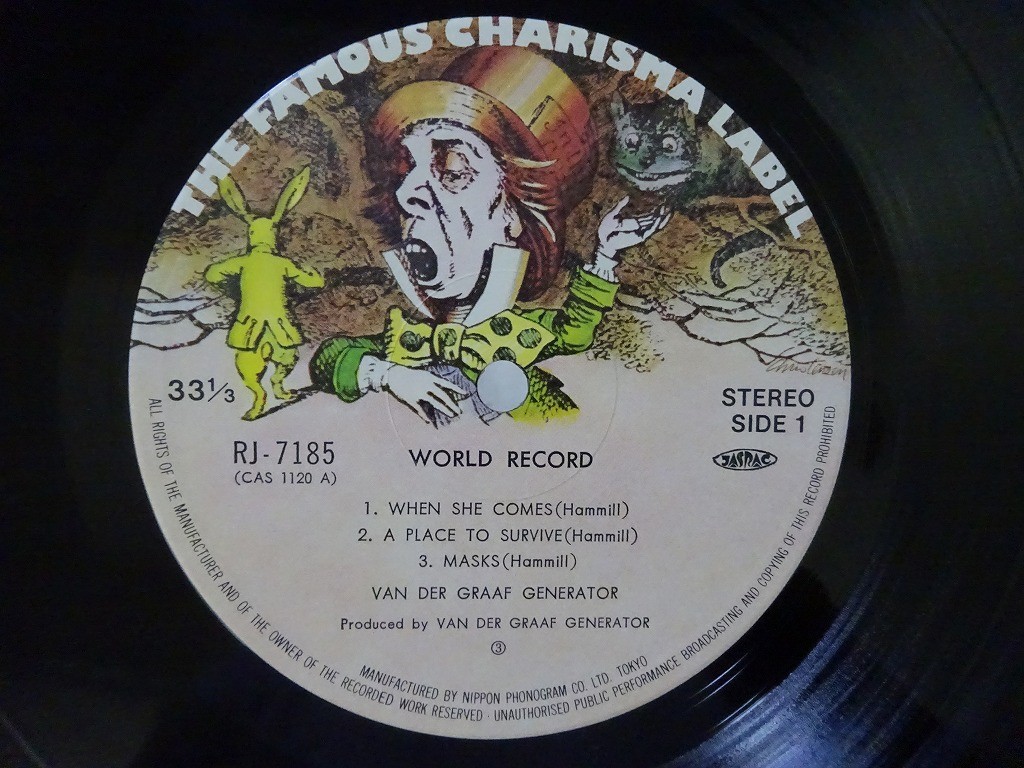 THE FAMOUS CHARISMA LABEL
33 1/3
STEREO
SIDE 1
RJ-7185
(CAS 1120 A)
WORLD RECORD
JASRAC
1. WHEN SHE COMES(Hammill)
2. A PLACE TO SURVIVE(Hammill)
3. MASKS(Hammill)
VAN DER GRAAF GENERATOR
Produced by VAN DER GRAAF GENERATOR
③
MANUFACTURED BY NIPPON PHONOGRAM CO. LTD. TOKYO
ALL RIGHTS OF THE MANUFACTURER AND OF THE OWNER OF THE RECORDED WORK RESERVED · UNAUTHORISED PUBLIC PERFORMANCE BROADCASTING AND COPYING OF THIS RECORD PROHIBITED